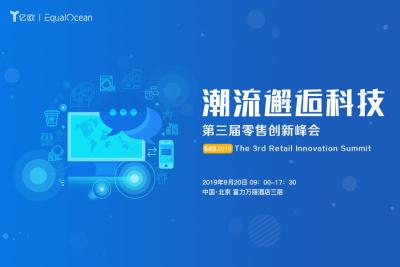 亿欧 | EqualOcean
潮流邂逅科技
第三届零售创新峰会
GIIS 2019 The 3rd Retail Innovation Summit
2019年9月20日 09：00-17：30
中国·北京 富力万丽酒店三层